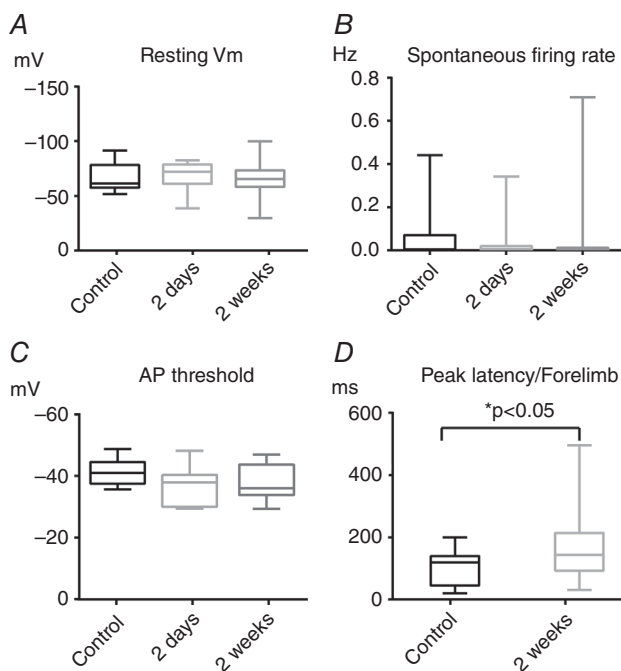 A
mV
Resting Vm
–150
–100
–50
0
Control
2 days
2 weeks
B
Hz
Spontaneous firing rate
0.8
0.6
0.4
0.2
0.0
Control
2 days
2 weeks
C
mV
AP threshold
–60
–40
–20
0
Control
2 days
2 weeks
D
ms
Peak latency/Forelimb
*p<0.05
600
400
200
0
Control
2 weeks